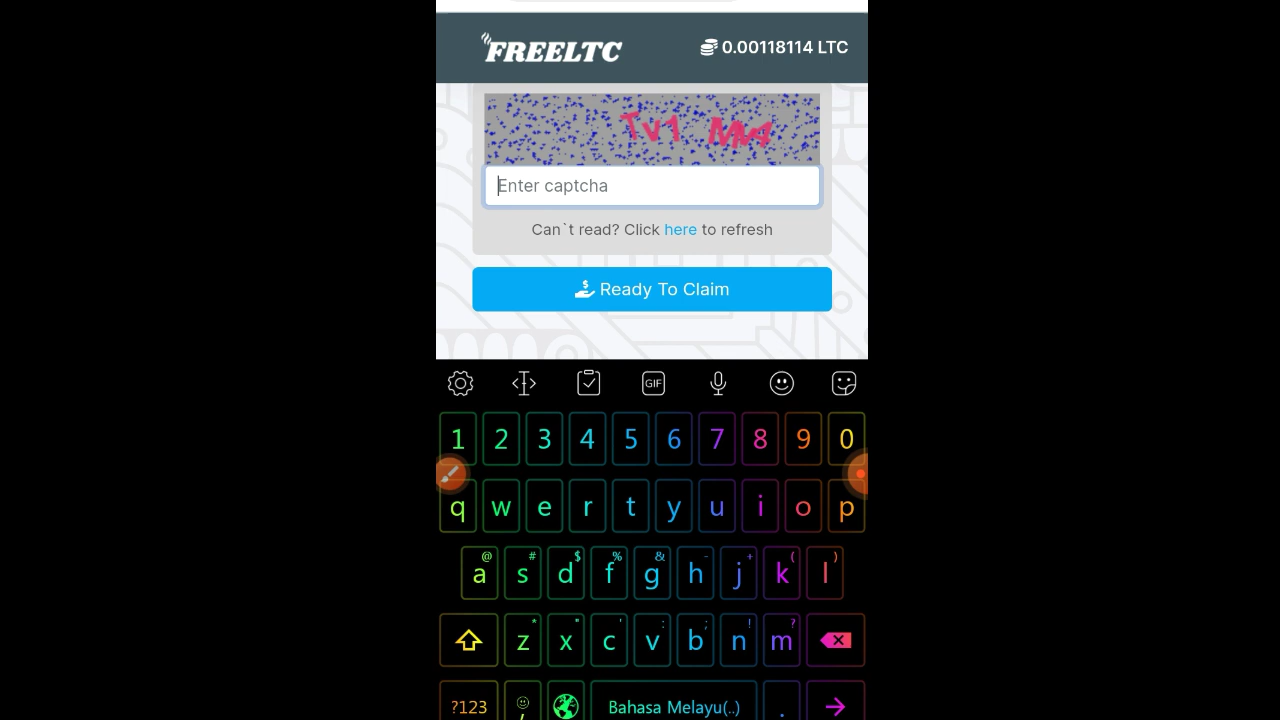 FREELTC
0.00118114 LTC
Enter captcha
Can`t read? Click here to refresh
Ready To Claim
GIF
1 2 3 4 5 6 7 8 9 0
q w e r t y u i o p
@ # $ % & - + ( )
a s d f g h j k l
* " ' : ; ! ?
z x c v b n m
?123 , Bahasa Melayu(..) .